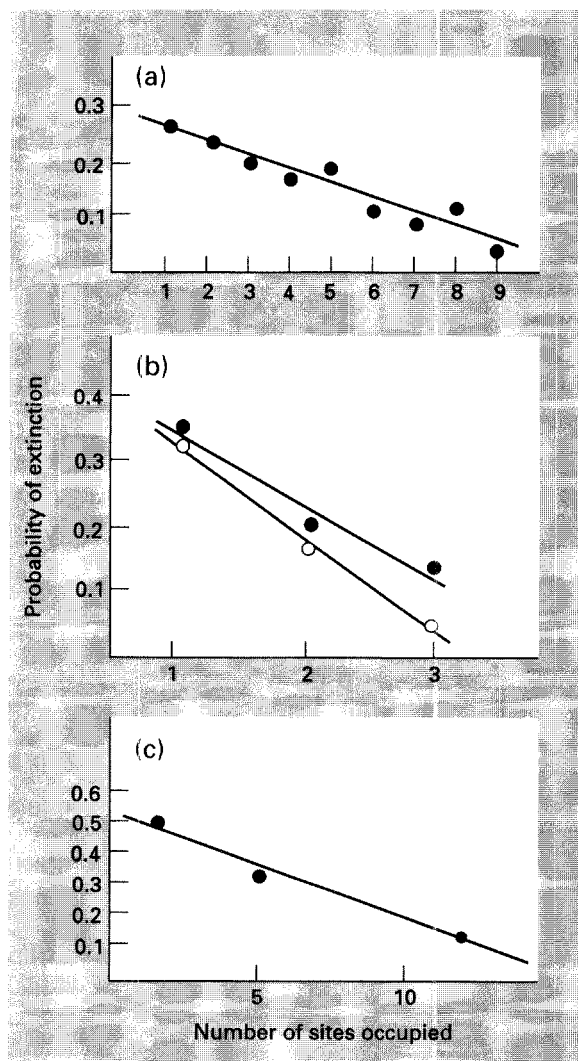 (a)
0.3
0.2
0.1
1 2 3 4 5 6 7 8 9
(b)
0.4
0.3
0.2
0.1
1 2 3
Probability of extinction
(c)
0.6
0.5
0.4
0.3
0.2
0.1
5 10
Number of sites occupied